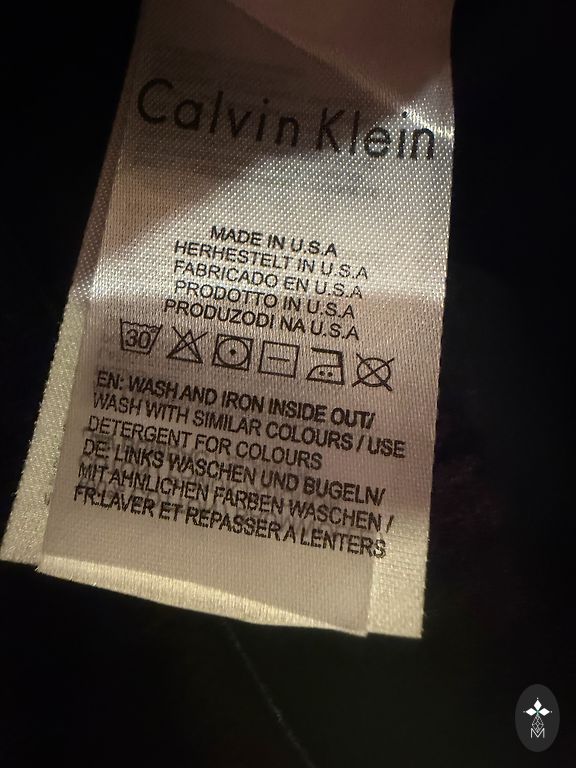 Calvin Klein
MADE IN U.S.A
HERHESTELT IN U.S.A
FABRICADO EN U.S.A
PRODOTTO IN U.S.A
PRODUZODI NA U.S.A
30
EN: WASH AND IRON INSIDE OUT/
WASH WITH SIMILAR COLOURS / USE
DETERGENT FOR COLOURS
DE: LINKS WASCHEN UND BUGELN/
MIT AHNLICHEN FARBEN WASCHEN /
FR:LAVER ET REPASSER A LENTERS
M